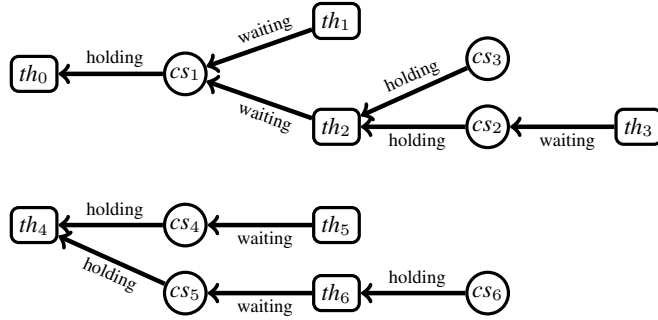 th₁
waiting
holding
cs₃
th₀
cs₁
holding
waiting
th₂
cs₂
th₃
holding
waiting
th₄
holding
cs₄
th₅
waiting
holding
cs₅
th₆
holding
cs₆
waiting